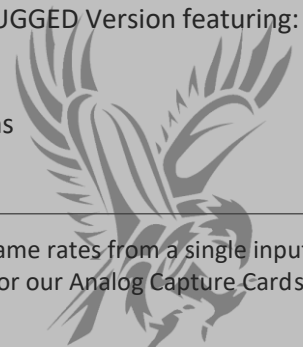 UGGED Version featuring:
ame rates from a single input
or our Analog Capture Cards